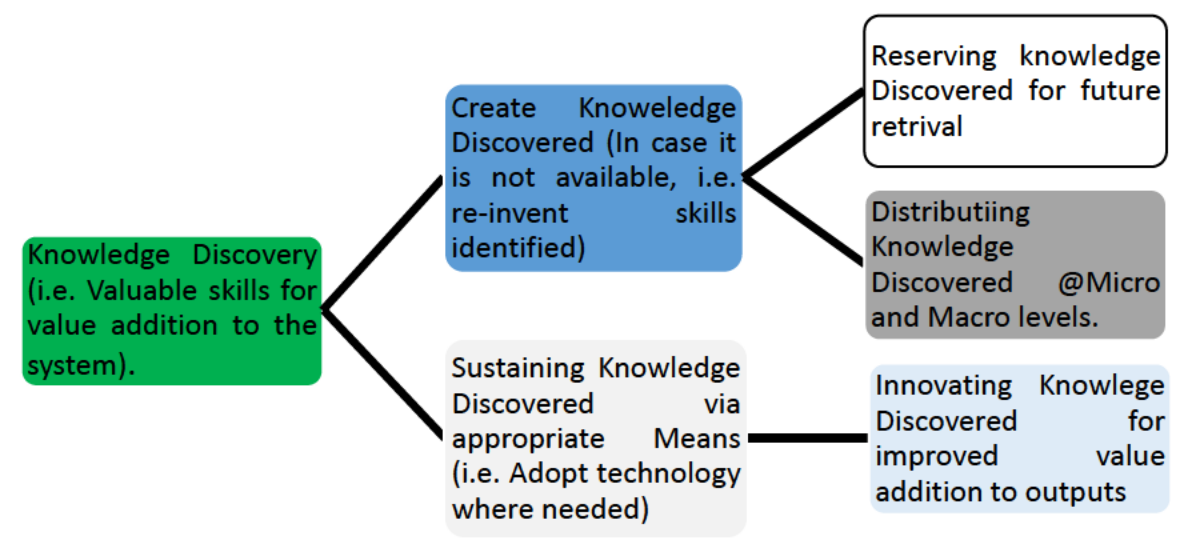 Knowledge Discovery
(i.e. Valuable skills for
value addition to the
system).
Create Knoweledge
Discovered (In case it
is not available, i.e.
re-invent skills
identified)
Sustaining Knowledge
Discovered via
appropriate Means
(i.e. Adopt technology
where needed)
Reserving knowledge
Discovered for future
retrival
Distributiing
Knowledge
Discovered @Micro
and Macro levels.
Innovating Knowlege
Discovered for
improved value
addition to outputs